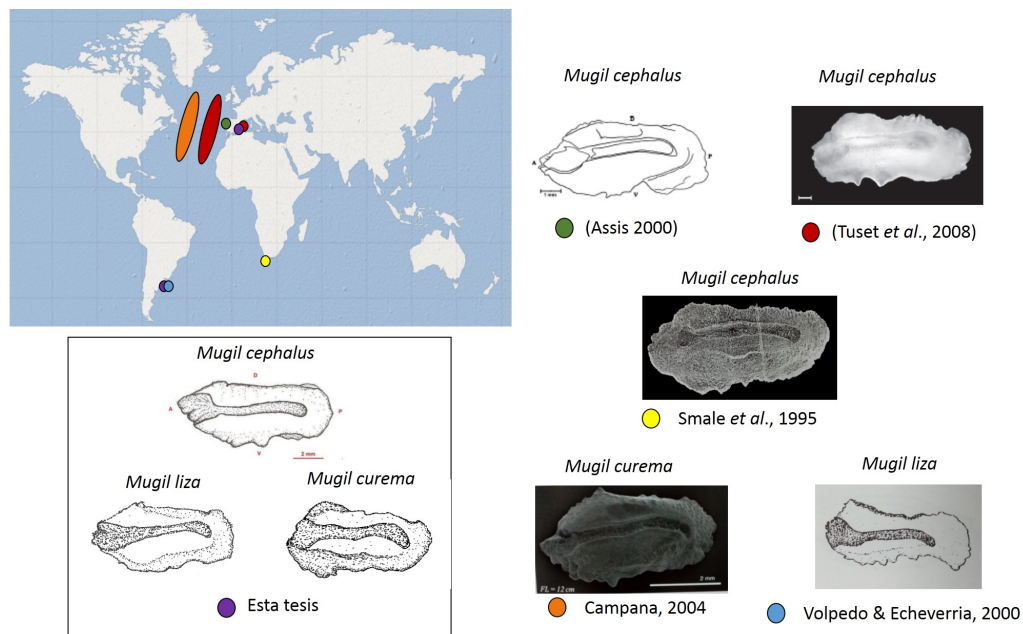 Mugil cephalus
Mugil cephalus
B
A
P
V
1 mm
(Assis 2000)
(Tuset et al., 2008)
Mugil cephalus
Smale et al., 1995
Mugil cephalus
D
A
P
V
2 mm
Mugil liza
Mugil curema
Esta tesis
Mugil curema
Mugil liza
2 mm
FL = 12 cm
Campana, 2004
Volpedo & Echeverria, 2000